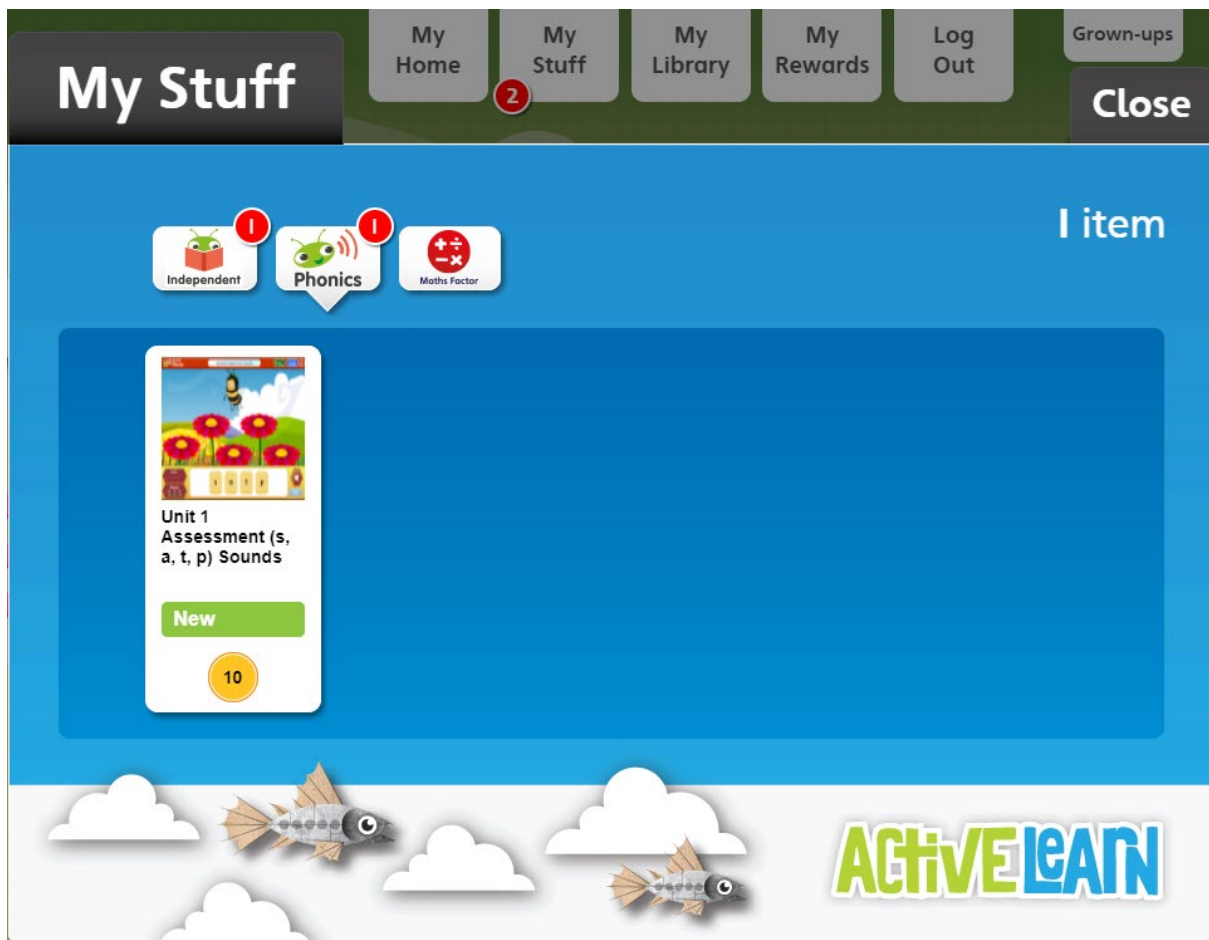 My Stuff
My
Home
My
Stuff
2
My
Library
My
Rewards
Log
Out
Grown-ups
Close
1 item
Independent
1
Phonics
1
+ ÷
− ×
Maths Factor
Unit 1
Assessment (s,
a, t, p) Sounds
New
10
ACTIVE LEARN